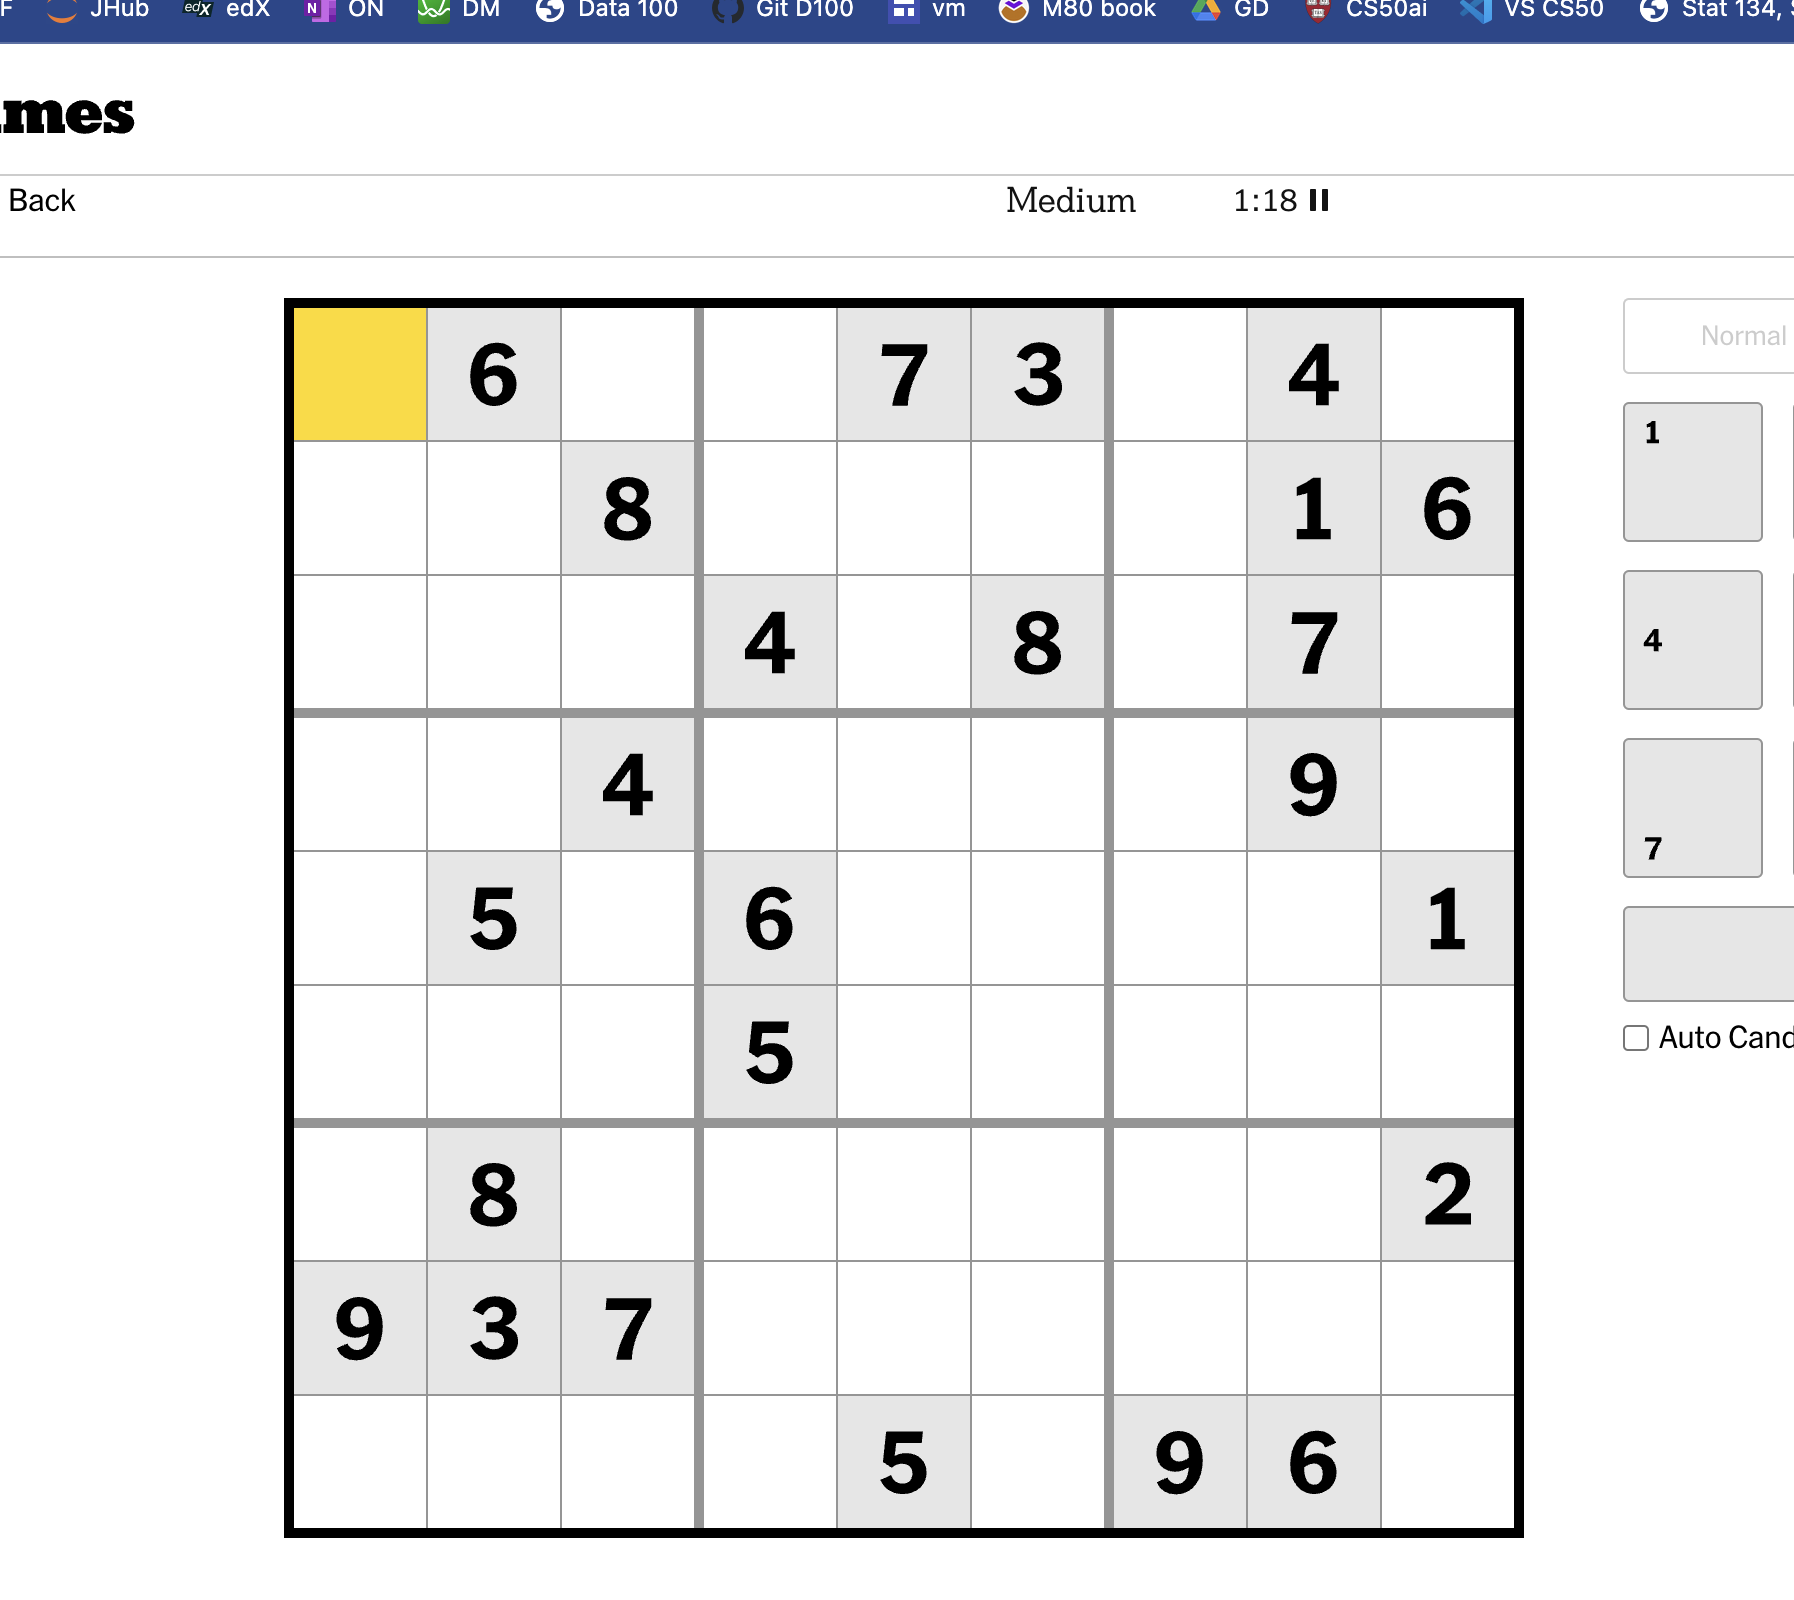 F JHub edX ON DM Data 100 Git D100 vm M80 book GD CS50ai VS CS50 Stat 134,
mes
Back Medium 1:18
6 7 3 4
8 1 6
4 8 7
4 9
5 6 1
5
8 2
9 3 7
5 9 6
Normal
1
4
7
Auto Cand